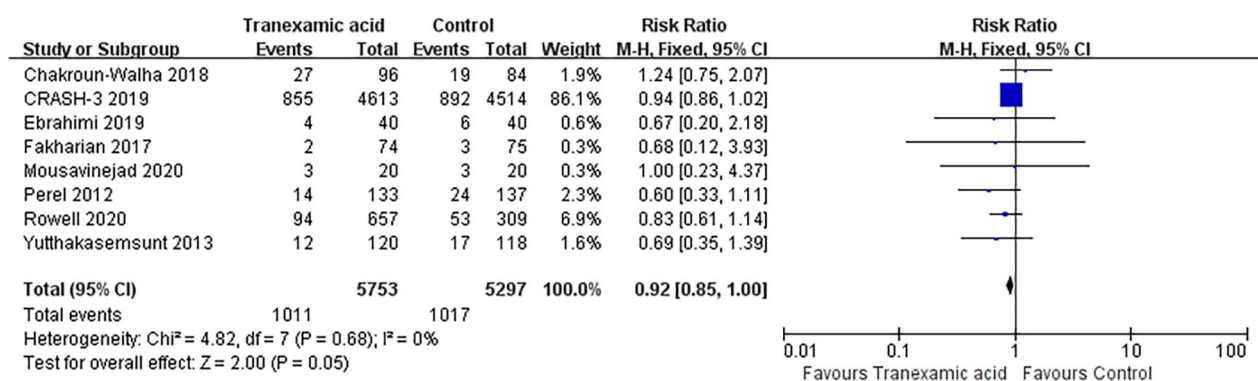 Tranexamic acid Control Risk Ratio Risk Ratio
Study or Subgroup Events Total Events Total Weight M-H, Fixed, 95% CI M-H, Fixed, 95% CI
Chakroun-Walha 2018 27 96 19 84 1.9% 1.24 [0.75, 2.07]
CRASH-3 2019 855 4613 892 4514 86.1% 0.94 [0.86, 1.02]
Ebrahimi 2019 4 40 6 40 0.6% 0.67 [0.20, 2.18]
Fakharian 2017 2 74 3 75 0.3% 0.68 [0.12, 3.93]
Mousavinejad 2020 3 20 3 20 0.3% 1.00 [0.23, 4.37]
Perel 2012 14 133 24 137 2.3% 0.60 [0.33, 1.11]
Rowell 2020 94 657 53 309 6.9% 0.83 [0.61, 1.14]
Yutthakasemsunt 2013 12 120 17 118 1.6% 0.69 [0.35, 1.39]
Total (95% CI) 5753 5297 100.0% 0.92 [0.85, 1.00]
Total events 1011 1017
Heterogeneity: Chi² = 4.82, df = 7 (P = 0.68); I² = 0%
Test for overall effect: Z = 2.00 (P = 0.05)
0.01 0.1 1 10 100
Favours Tranexamic acid Favours Control